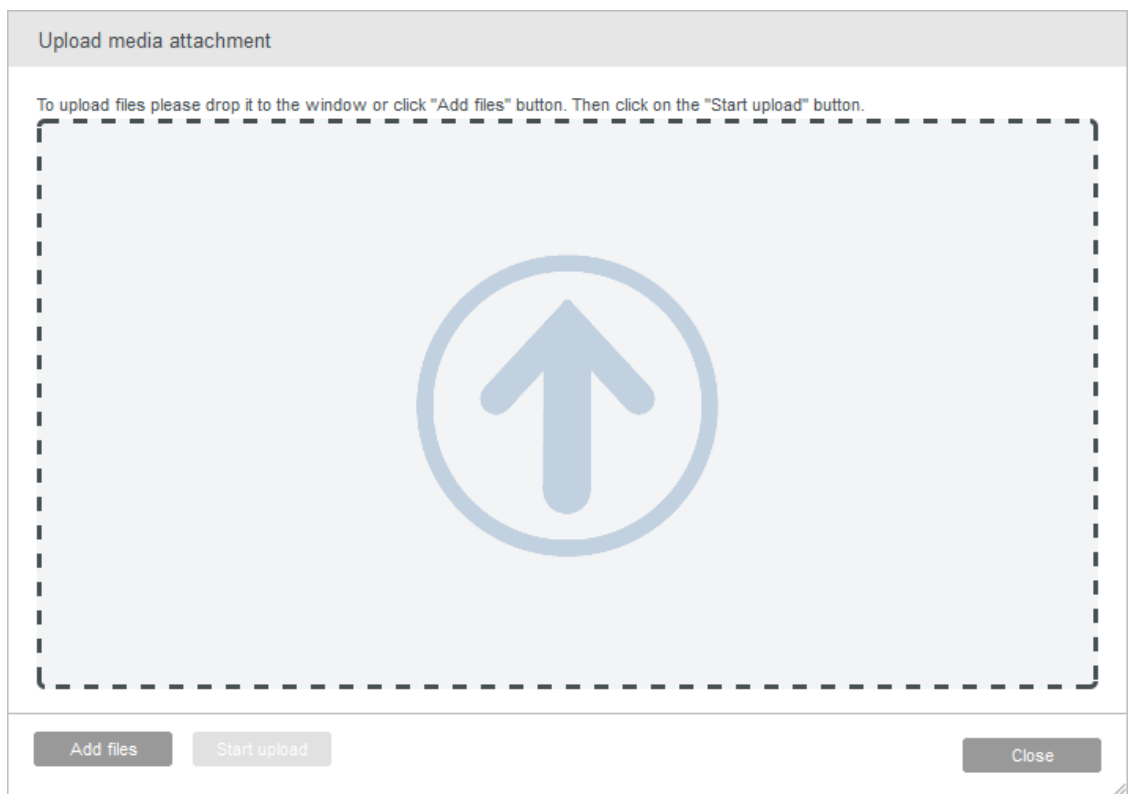 Upload media attachment
To upload files please drop it to the window or click "Add files" button. Then click on the "Start upload" button.
Add files
Start upload
Close